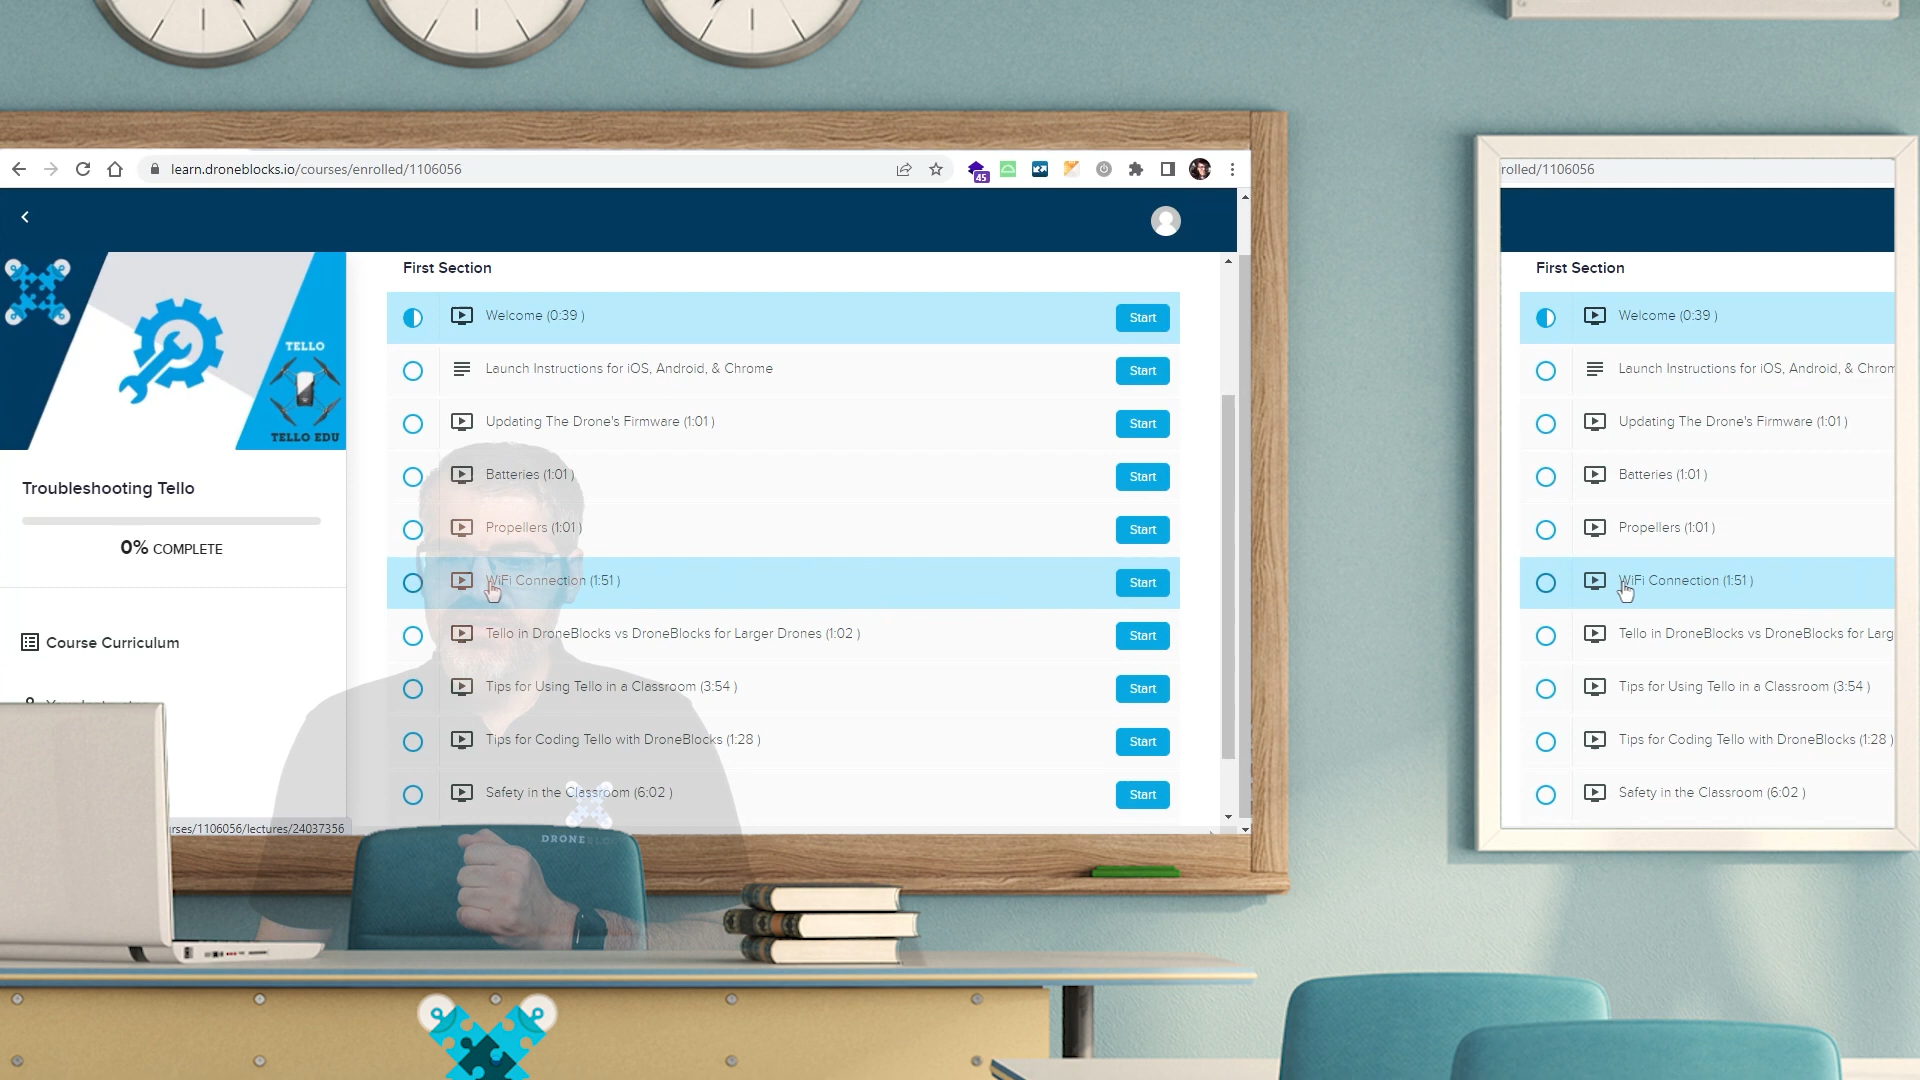 learn.droneblocks.io/courses/enrolled/1106056
45
TELLO
TELLO EDU
Troubleshooting Tello
0% COMPLETE
Course Curriculum
rses/1106056/lectures/24037356
First Section
Welcome (0:39 )
Start
Launch Instructions for iOS, Android, & Chrome
Start
Updating The Drone's Firmware (1:01 )
Start
Batteries (1:01 )
Start
Propellers (1:01 )
Start
WiFi Connection (1:51 )
Start
Tello in DroneBlocks vs DroneBlocks for Larger Drones (1:02 )
Start
Tips for Using Tello in a Classroom (3:54 )
Start
Tips for Coding Tello with DroneBlocks (1:28 )
Start
Safety in the Classroom (6:02 )
Start
rolled/1106056
First Section
Welcome (0:39 )
Launch Instructions for iOS, Android, & Chrom
Updating The Drone's Firmware (1:01 )
Batteries (1:01 )
Propellers (1:01 )
WiFi Connection (1:51 )
Tello in DroneBlocks vs DroneBlocks for Larg
Tips for Using Tello in a Classroom (3:54 )
Tips for Coding Tello with DroneBlocks (1:28 )
Safety in the Classroom (6:02 )